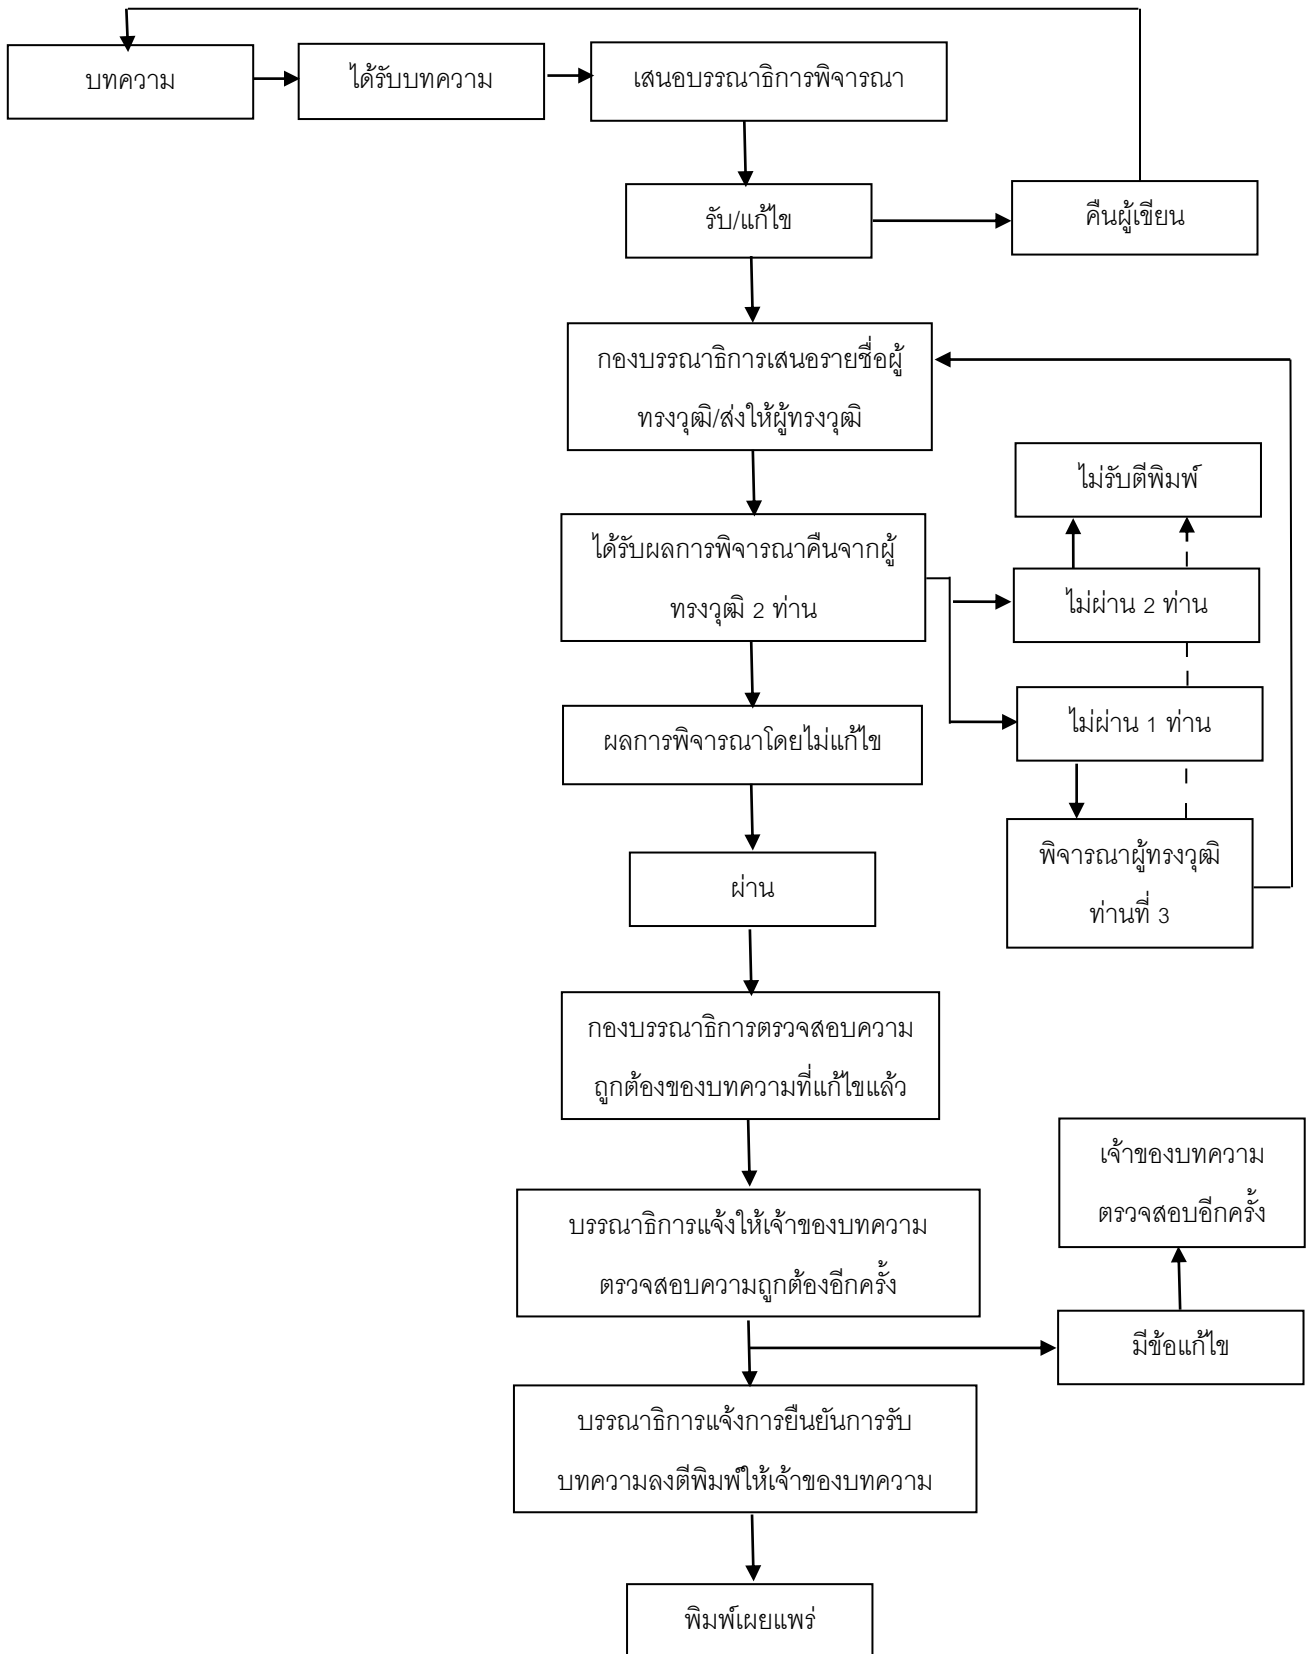 บทความ
ได้รับบทความ
เสนอบรรณาธิการพิจารณา
รับ/แก้ไข
คืนผู้เขียน
กองบรรณาธิการเสนอรายชื่อผู้
ทรงวุฒิ/ส่งให้ผู้ทรงวุฒิ
ไม่รับตีพิมพ์
ได้รับผลการพิจารณาคืนจากผู้
ทรงวุฒิ 2 ท่าน
ไม่ผ่าน 2 ท่าน
ไม่ผ่าน 1 ท่าน
ผลการพิจารณาโดยไม่แก้ไข
พิจารณาผู้ทรงวุฒิ
ท่านที่ 3
ผ่าน
กองบรรณาธิการตรวจสอบความ
ถูกต้องของบทความที่แก้ไขแล้ว
เจ้าของบทความ
ตรวจสอบอีกครั้ง
บรรณาธิการแจ้งให้เจ้าของบทความ
ตรวจสอบความถูกต้องอีกครั้ง
มีข้อแก้ไข
บรรณาธิการแจ้งการยืนยันการรับ
บทความลงตีพิมพ์ให้เจ้าของบทความ
พิมพ์เผยแพร่